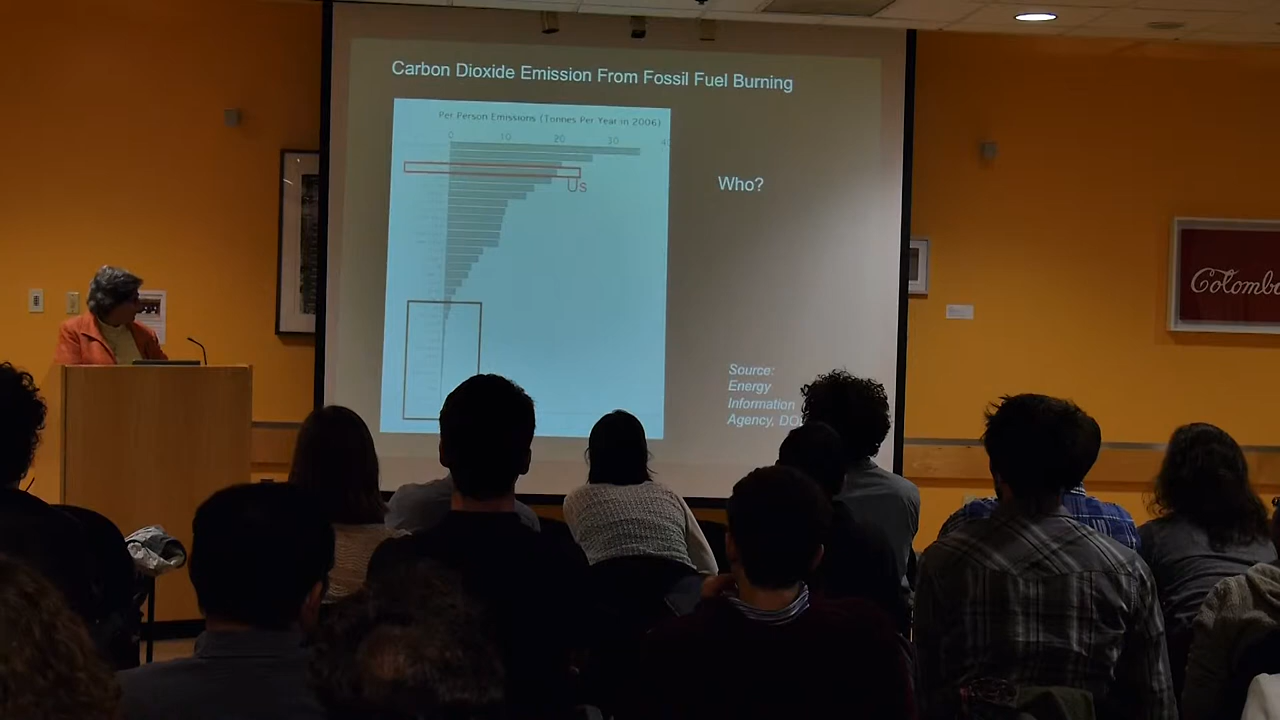 Carbon Dioxide Emission From Fossil Fuel Burning
Per Person Emissions (Tonnes Per Year in 2006)
0 10 20 30
Us
Who?
Source:
Energy
Information
Agency, DO
Colomb